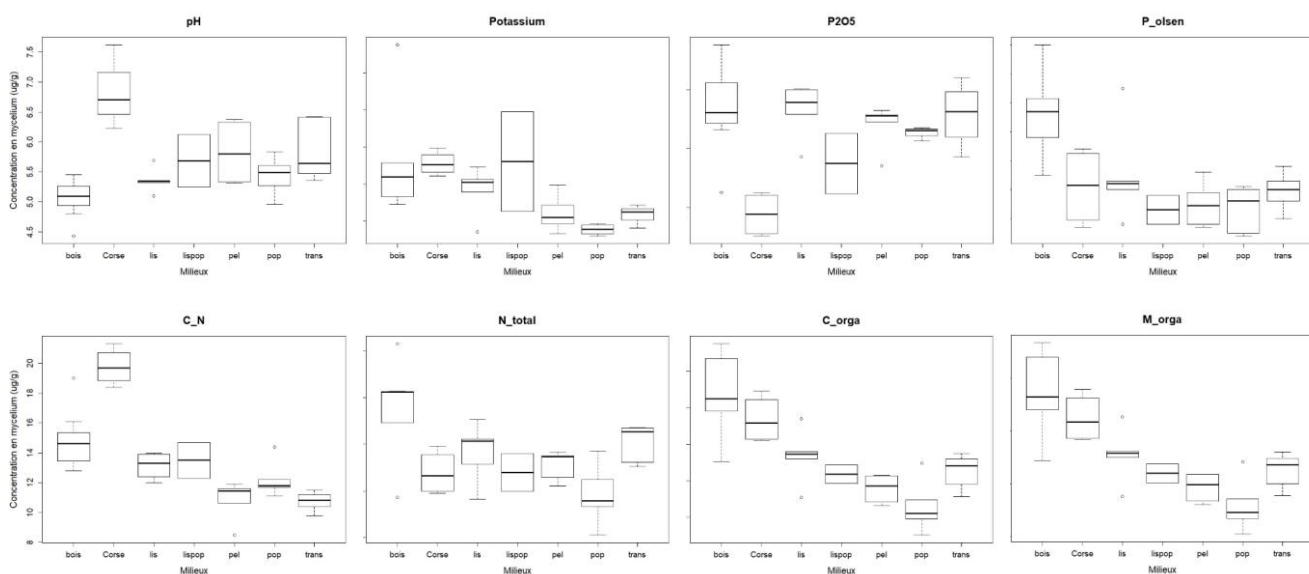 pH
Potassium
P2O5
P_olsen
Concentration en mycelium (ug/g)
7.5
7.0
6.5
6.0
5.5
5.0
4.5
bois Corse lis lispop pel pop trans
bois Corse lis lispop pel pop trans
bois Corse lis lispop pel pop trans
bois Corse lis lispop pel pop trans
Milieux
Milieux
Milieux
Milieux
C_N
N_total
C_orga
M_orga
Concentration en mycelium (ug/g)
20
18
16
14
12
10
8
bois Corse lis lispop pel pop trans
bois Corse lis lispop pel pop trans
bois Corse lis lispop pel pop trans
bois Corse lis lispop pel pop trans
Milieux
Milieux
Milieux
Milieux